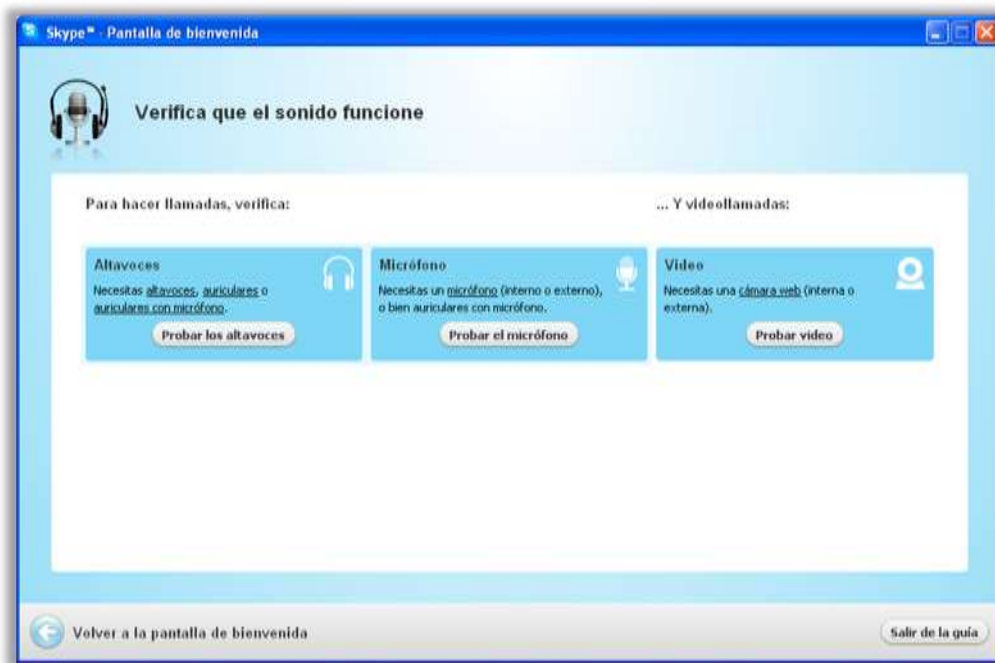 Skype™ - Pantalla de bienvenida
Verifica que el sonido funcione
Para hacer llamadas, verifica:
... Y videollamadas:
Altavoces
Necesitas altavoces, auriculares o
auriculares con micrófono.
Probar los altavoces
Micrófono
Necesitas un micrófono (interno o externo),
o bien auriculares con micrófono.
Probar el micrófono
Video
Necesitas una cámara web (interna o
externa).
Probar video
Volver a la pantalla de bienvenida
Salir de la guía